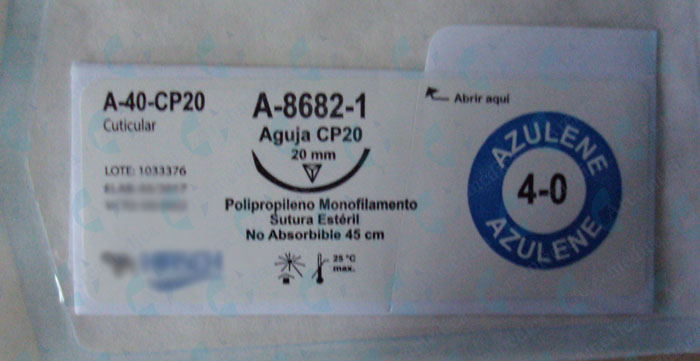 A-40-CP20
Cuticular
LOTE: 1033376
A-8682-1
Aguja CP20
20 mm
Polipropileno Monofilamento
Sutura Estéril
No Absorbible 45 cm
25 °C
max.
Abrir aquí
AZULENE
4-0
AZULENE